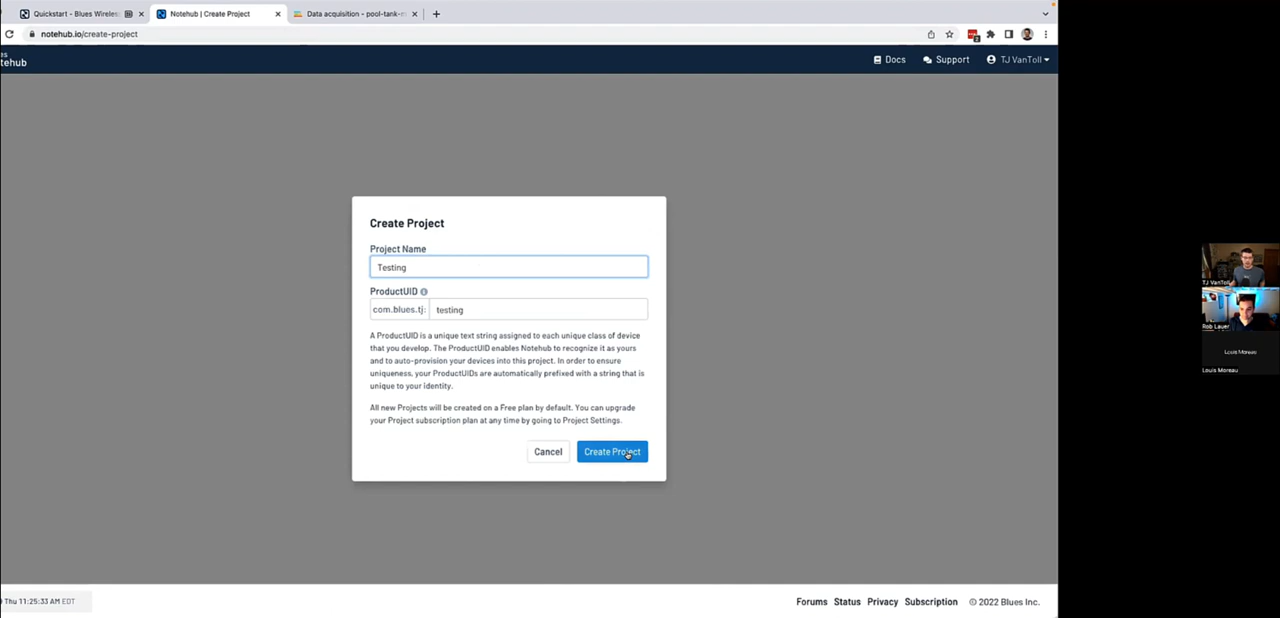 Quickstart - Blues Wireless
Notehub | Create Project
Data acquisition - pool-tank-m
notehub.io/create-project
es
tehub
Docs
Support
TJ VanToll
Create Project
Project Name
Testing
ProductUID
com.blues.tj:
testing
A ProductUID is a unique text string assigned to each unique class of device
that you develop. The ProductUID enables Notehub to recognize it as yours
and to auto-provision your devices into this project. In order to ensure
uniqueness, your ProductUIDs are automatically prefixed with a string that is
unique to your identity.
All new Projects will be created on a Free plan by default. You can upgrade
your Project subscription plan at any time by going to Project Settings.
Cancel
Create Project
TJ VanToll
Rob Lauer
Louis Moreau
Louis Moreau
Thu 11:25:33 AM EDT
Forums
Status
Privacy
Subscription
© 2022 Blues Inc.